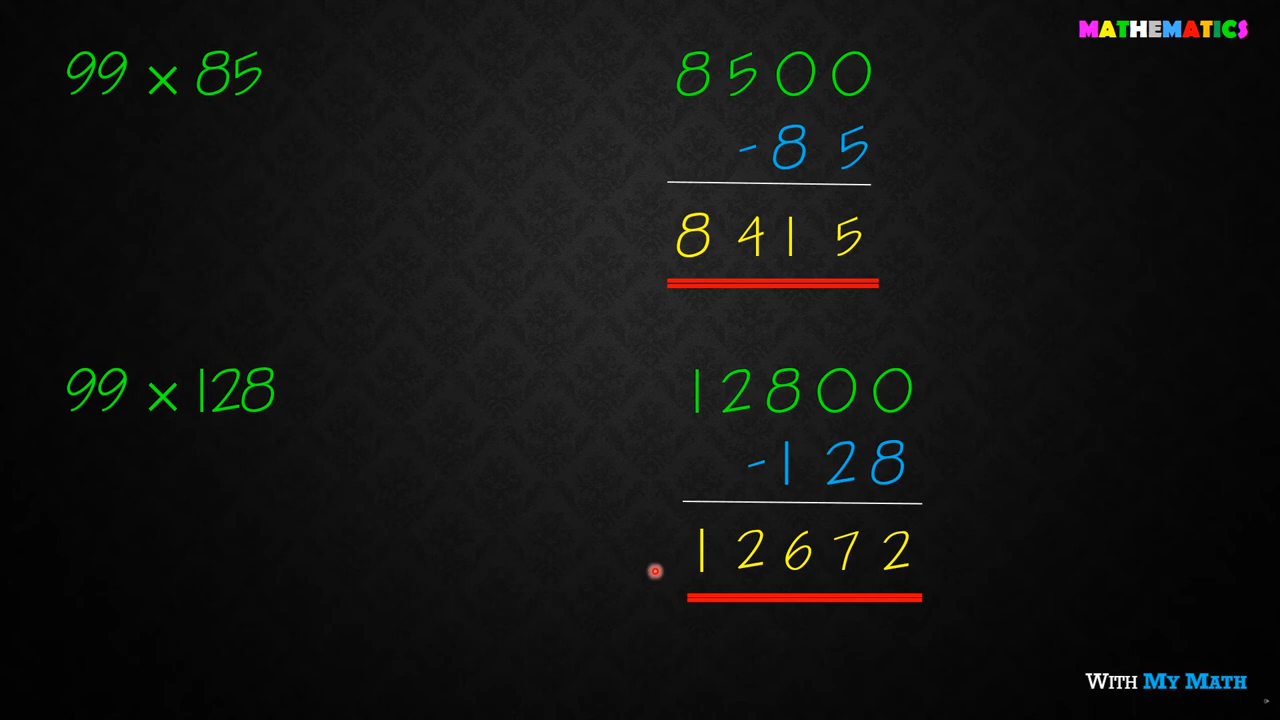 MATHEMATICS
99 x 85
8500
-85
8415
99 x 128
12800
-128
12672
WITH MY MATH